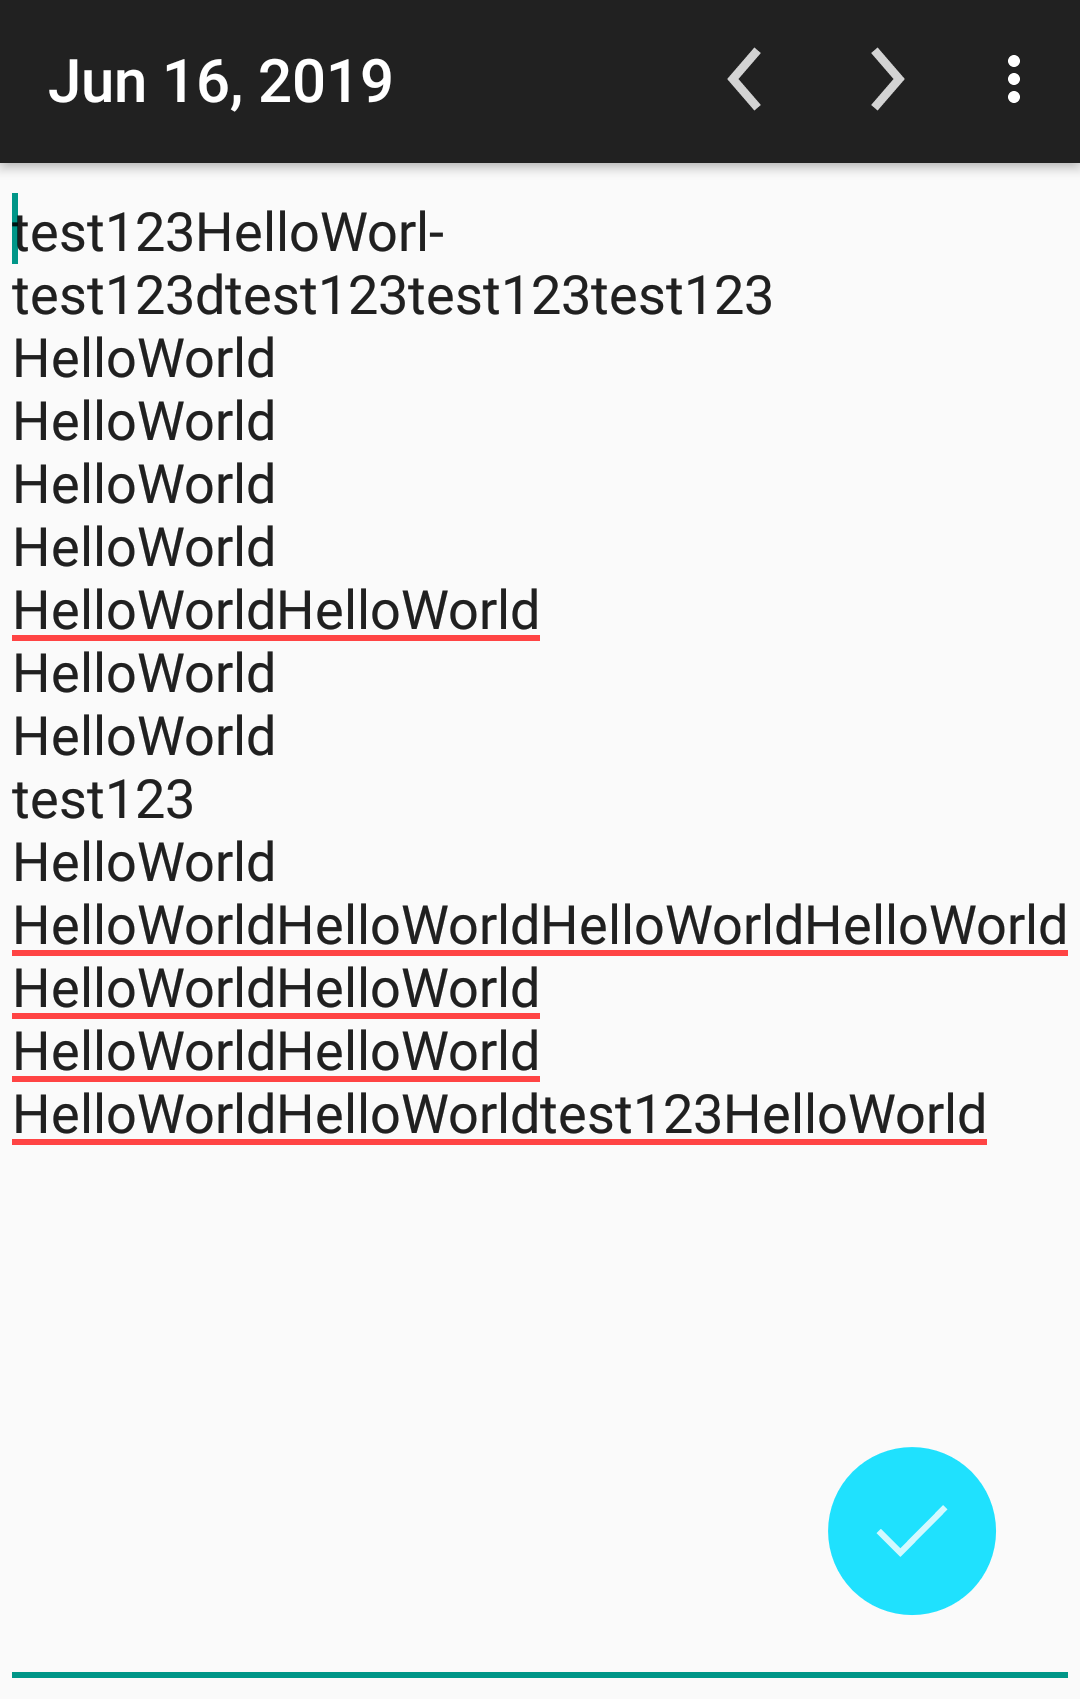 Jun 16, 2019
test123HelloWorl-
test123dtest123test123test123
HelloWorld
HelloWorld
HelloWorld
HelloWorld
HelloWorldHelloWorld
HelloWorld
HelloWorld
test123
HelloWorld
HelloWorldHelloWorldHelloWorldHelloWorld
HelloWorldHelloWorld
HelloWorldHelloWorld
HelloWorldHelloWorldtest123HelloWorld